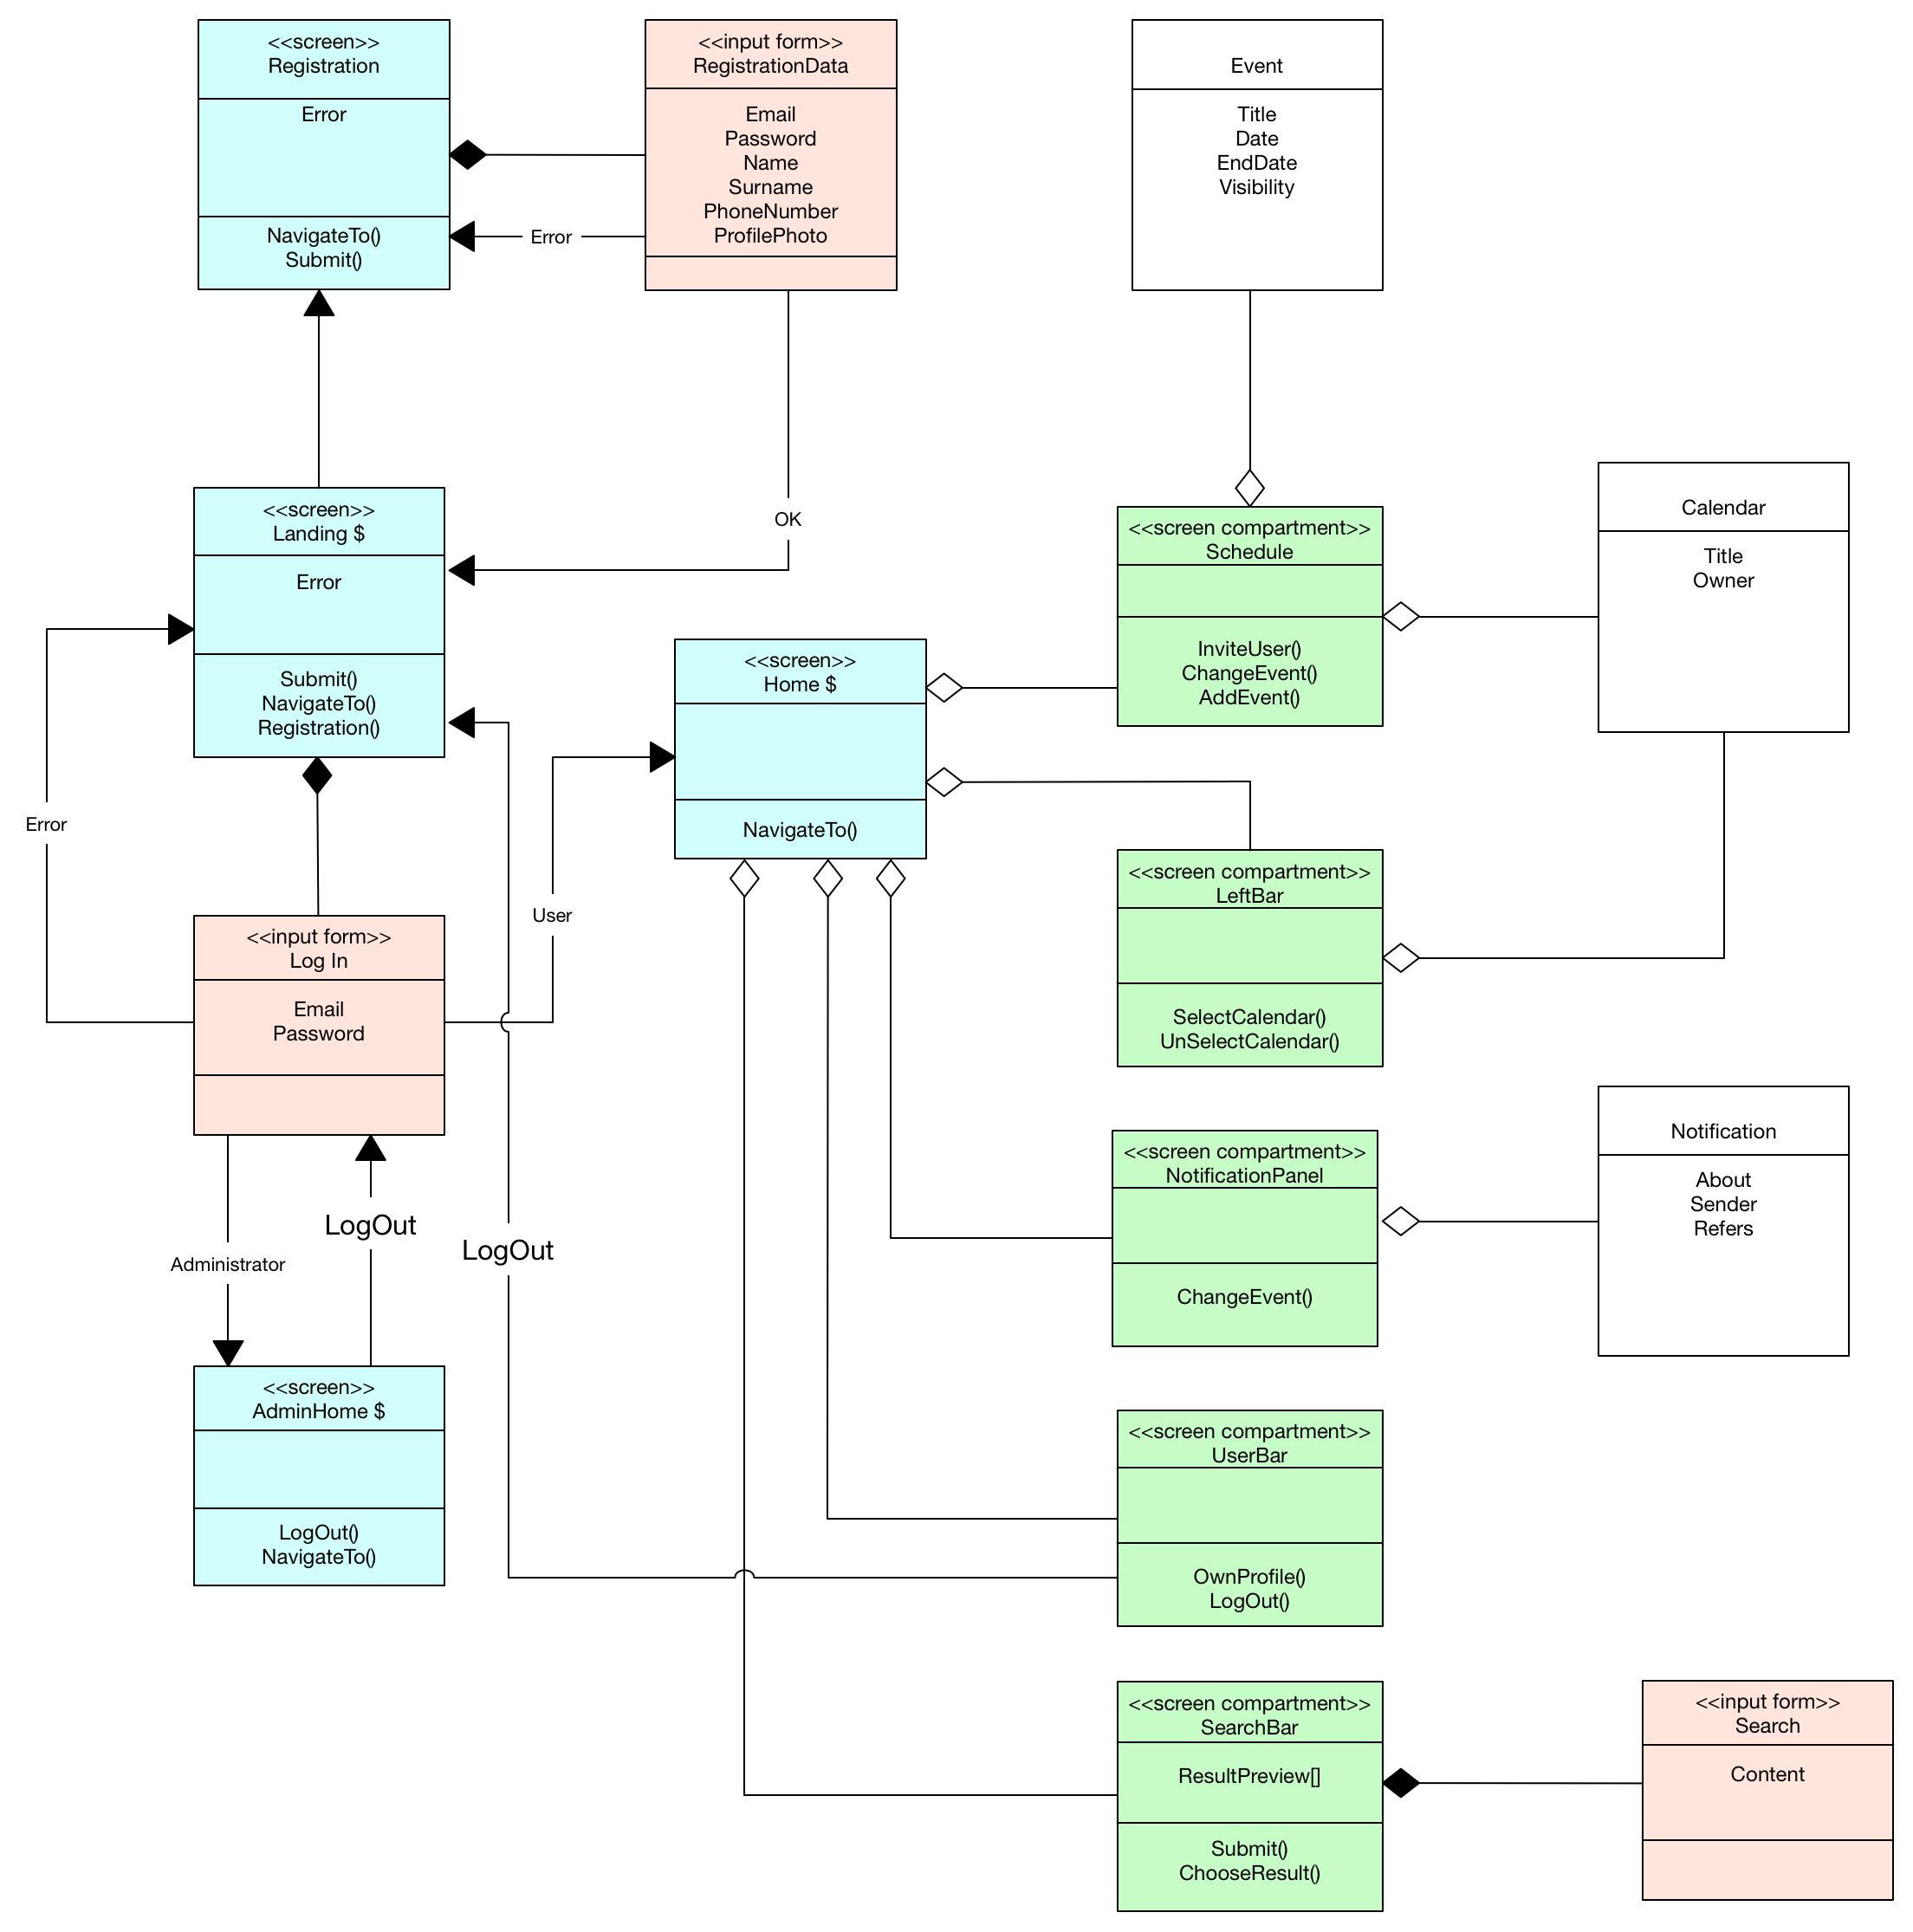 <<screen>>
Registration
Error
NavigateTo()
Submit()
<<input form>>
RegistrationData
Email
Password
Name
Surname
PhoneNumber
ProfilePhoto
Error
Event
Title
Date
EndDate
Visibility
<<screen>>
Landing $
Error
Submit()
NavigateTo()
Registration()
OK
<<screen compartment>>
Schedule
InviteUser()
ChangeEvent()
AddEvent()
Calendar
Title
Owner
<<screen>>
Home $
NavigateTo()
Error
User
<<input form>>
Log In
Email
Password
<<screen compartment>>
LeftBar
SelectCalendar()
UnSelectCalendar()
<<screen compartment>>
NotificationPanel
ChangeEvent()
Notification
About
Sender
Refers
LogOut
LogOut
Administrator
<<screen>>
AdminHome $
LogOut()
NavigateTo()
<<screen compartment>>
UserBar
OwnProfile()
LogOut()
<<screen compartment>>
SearchBar
ResultPreview[]
Submit()
ChooseResult()
<<input form>>
Search
Content